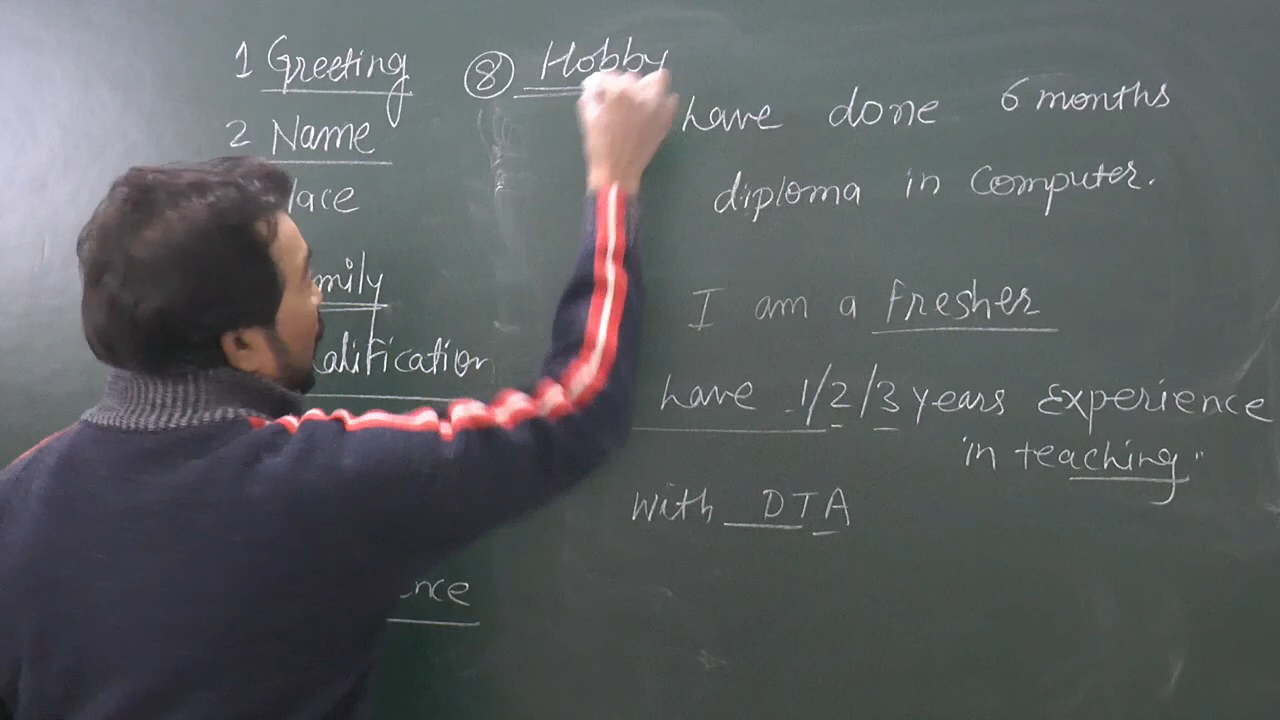 1 Greeting
2 Name
lace
mily
alification
nce
8 Hobby
have done 6 months
diploma in Computer.
I am a fresher
have 1/2/3 years Experience
in teaching.
With DTA